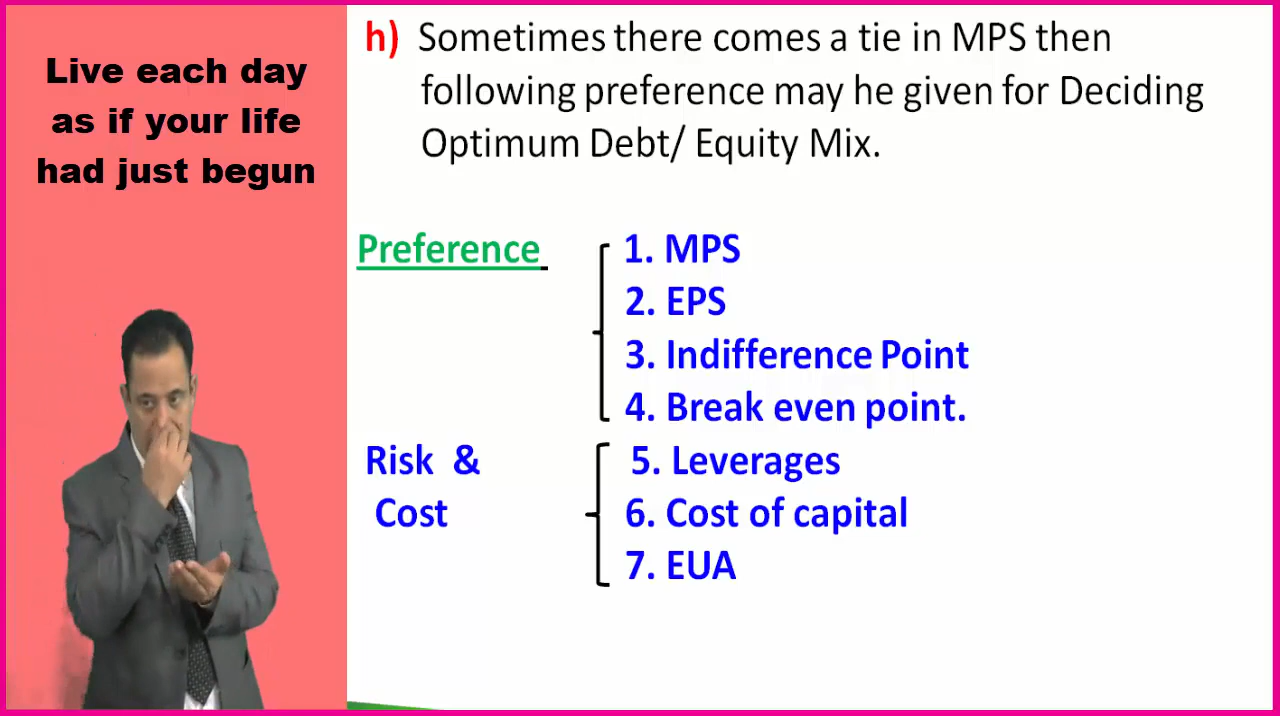 Live each day
as if your life
had just begun
h) Sometimes there comes a tie in MPS then
following preference may he given for Deciding
Optimum Debt/ Equity Mix.
Preference
1. MPS
2. EPS
3. Indifference Point
4. Break even point.
Risk &
Cost
5. Leverages
6. Cost of capital
7. EUA